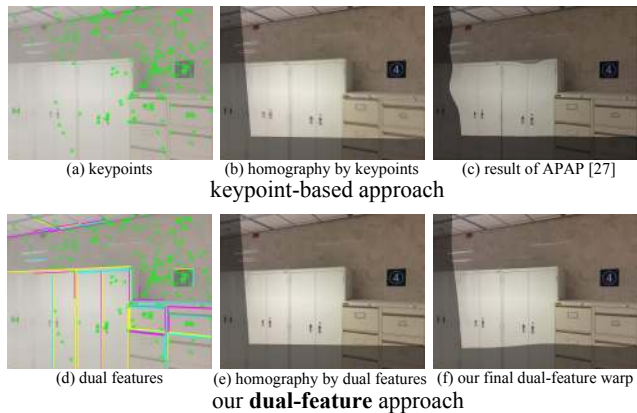 4
4
4
(a) keypoints
(b) homography by keypoints
(c) result of APAP [27]
keypoint-based approach
4
4
4
(d) dual features
(e) homography by dual features
(f) our final dual-feature warp
our dual-feature approach